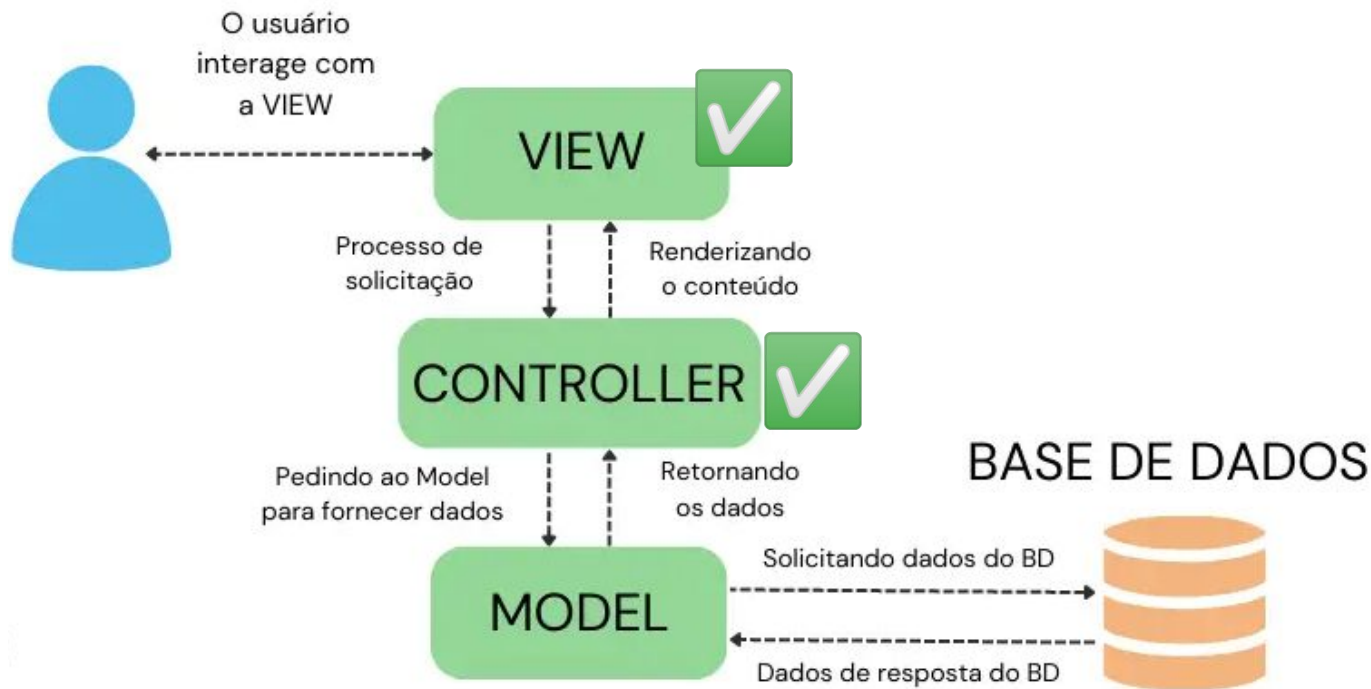 O usuário
interage com
a VIEW
VIEW
Processo de
solicitação
Renderizando
o conteúdo
CONTROLLER
Pedindo ao Model
para fornecer dados
Retornando
os dados
BASE DE DADOS
Solicitando dados do BD
MODEL
Dados de resposta do BD